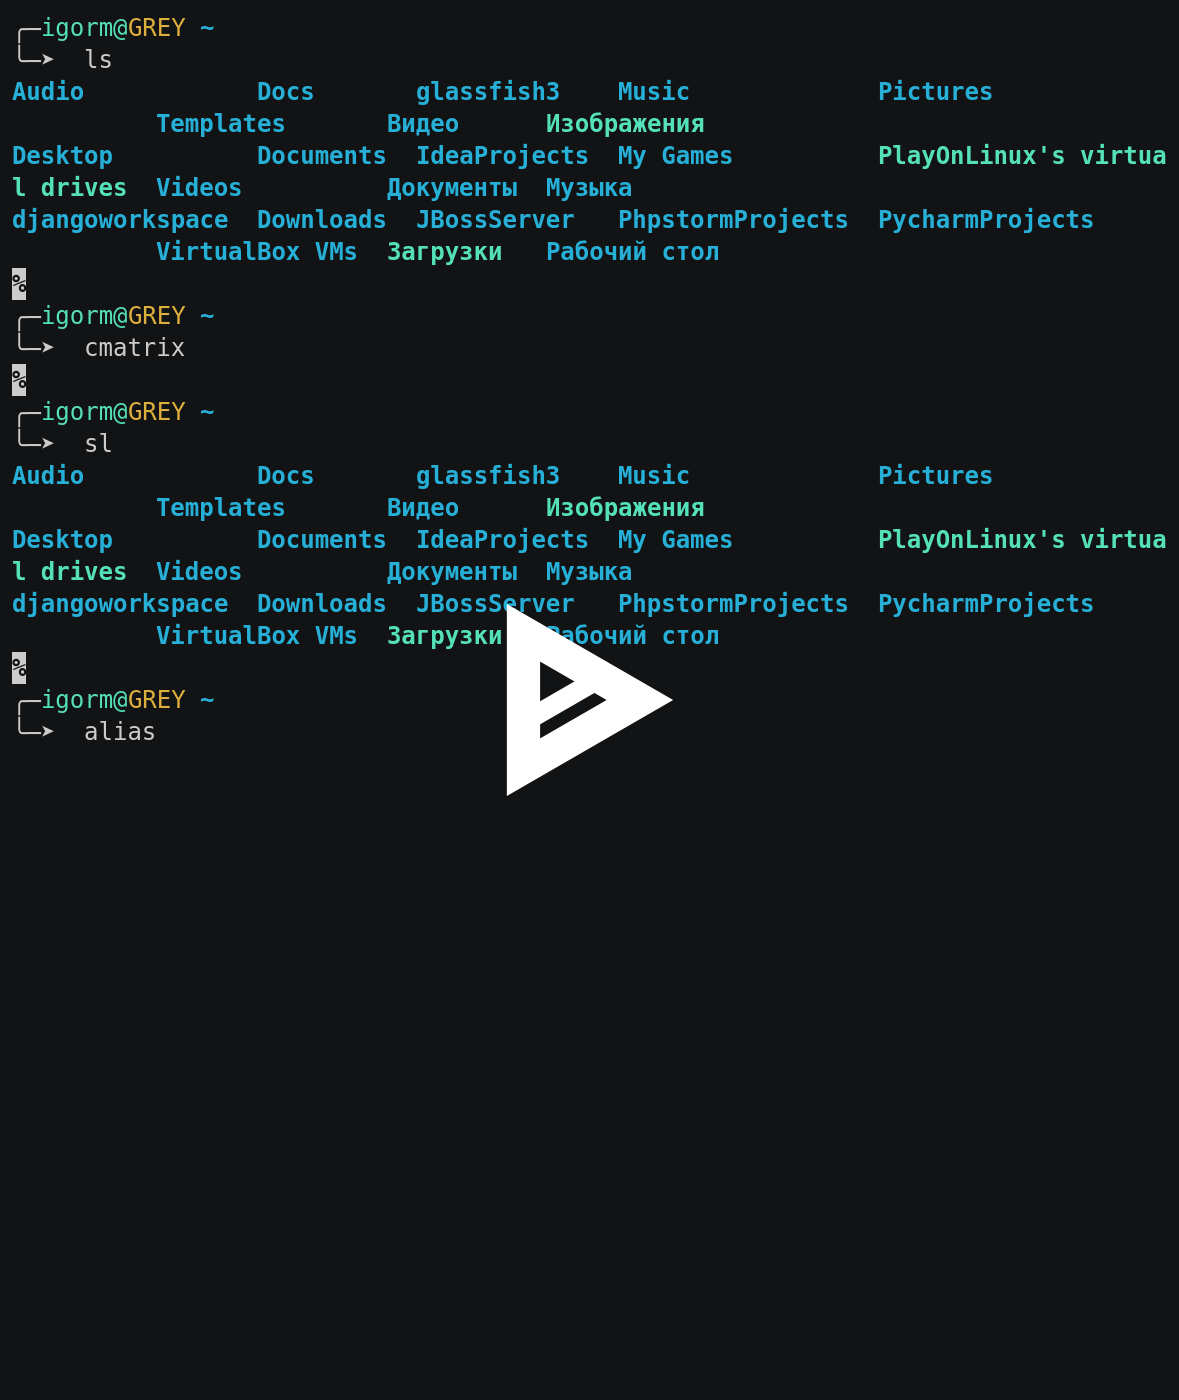 ╭─igorm@GREY ~
╰─➤  ls
Audio            Docs       glassfish3    Music             Pictures
          Templates       Видео      Изображения
Desktop          Documents  IdeaProjects  My Games          PlayOnLinux's virtua
l drives  Videos          Документы  Музыка
djangoworkspace  Downloads  JBossServer   PhpstormProjects  PycharmProjects
          VirtualBox VMs  Загрузки   Рабочий стол
%
╭─igorm@GREY ~
╰─➤  cmatrix
%
╭─igorm@GREY ~
╰─➤  sl
Audio            Docs       glassfish3    Music             Pictures
          Templates       Видео      Изображения
Desktop          Documents  IdeaProjects  My Games          PlayOnLinux's virtua
l drives  Videos          Документы  Музыка
djangoworkspace  Downloads  JBossServer   PhpstormProjects  PycharmProjects
          VirtualBox VMs  Загрузки   Рабочий стол
%
╭─igorm@GREY ~
╰─➤  alias